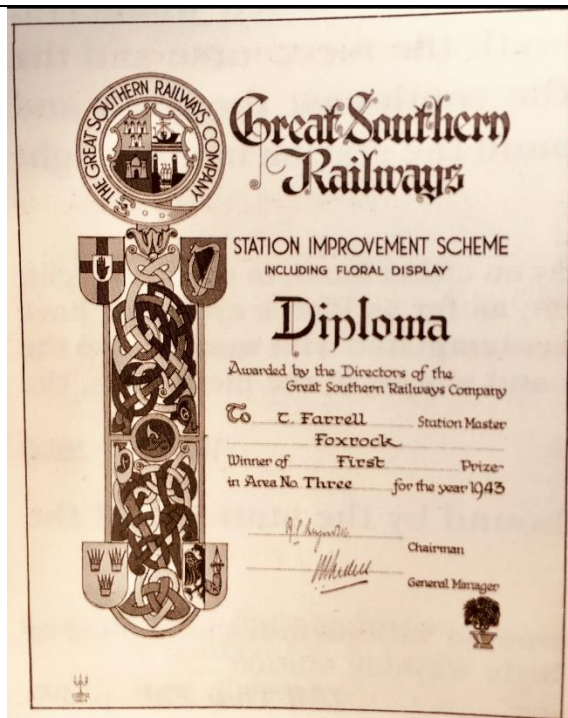 THE GREAT SOUTHERN RAILWAYS COMPANY
Great Southern
Railways
STATION IMPROVEMENT SCHEME
INCLUDING FLORAL DISPLAY
Diploma
Awarded by the Directors of the
Great Southern Railways Company
To T. Farrell Station Master
Foxrock
Winner of First Prize
in Area No. Three for the year 1943
Chairman
General Manager